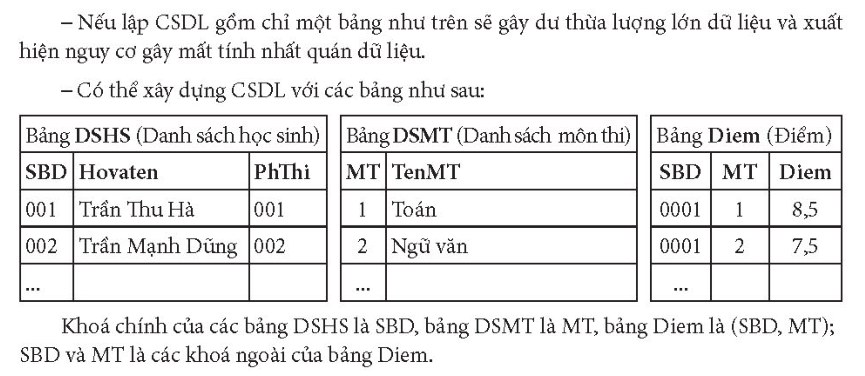 – Nếu lập CSDL gồm chỉ một bảng như trên sẽ gây dư thừa lượng lớn dữ liệu và xuất
hiện nguy cơ gây mất tính nhất quán dữ liệu.
– Có thể xây dựng CSDL với các bảng như sau:
Bảng DSHS (Danh sách học sinh)
SBD Hovaten PhThi
001 Trần Thu Hà 001
002 Trần Mạnh Dũng 002
...
Bảng DSMT (Danh sách môn thi)
MT TenMT
1 Toán
2 Ngữ văn
...
Bảng Diem (Điểm)
SBD MT Diem
0001 1 8,5
0001 2 7,5
...
Khoá chính của các bảng DSHS là SBD, bảng DSMT là MT, bảng Diem là (SBD, MT);
SBD và MT là các khoá ngoài của bảng Diem.